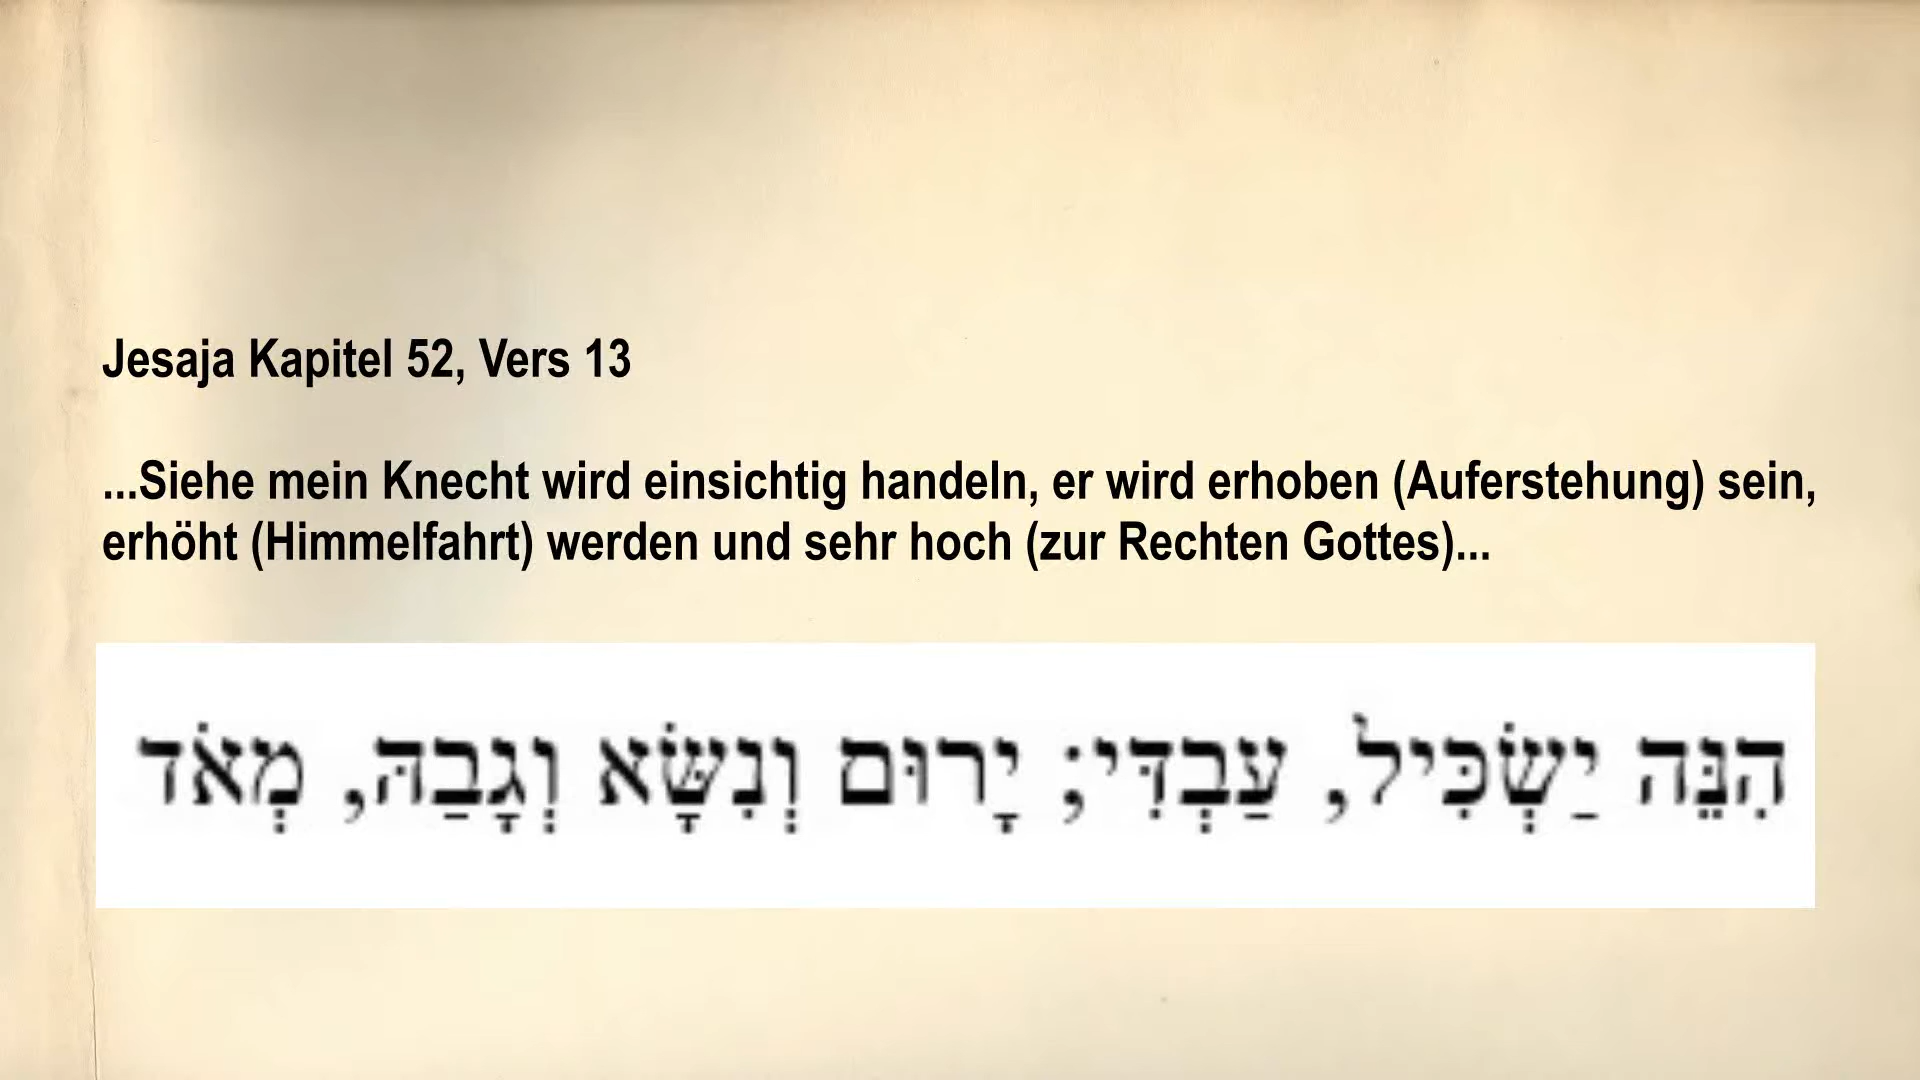 Jesaja Kapitel 52, Vers 13
...Siehe mein Knecht wird einsichtig handeln, er wird erhoben (Auferstehung) sein,
erhöht (Himmelfahrt) werden und sehr hoch (zur Rechten Gottes)...
הִנֵּה יַשְׂכִּיל, עַבְדִּי; יָרוּם וְנִשָּׂא וְגָבַהּ, מְאֹד